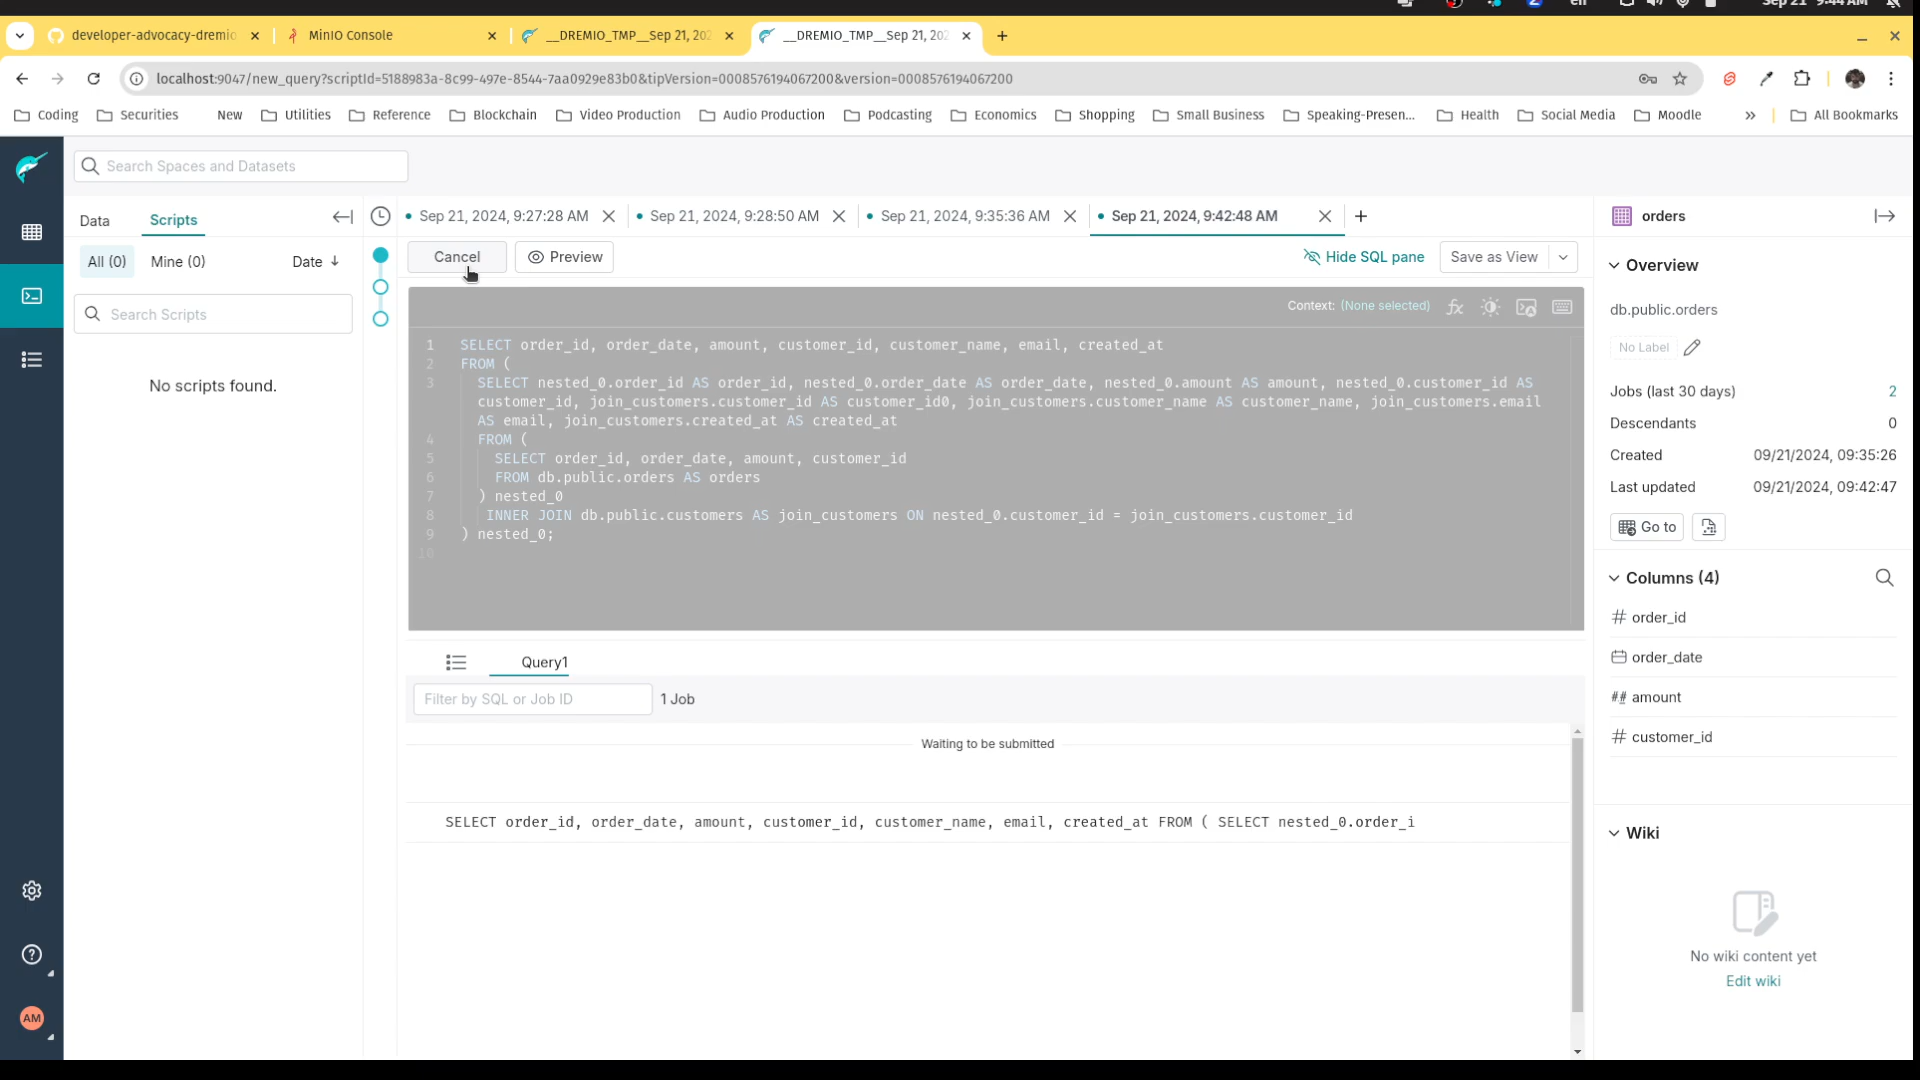 en
Sep 21 9:44 AM
developer-advocacy-dremio
MinIO Console
__DREMIO_TMP__Sep 21, 202
__DREMIO_TMP__Sep 21, 202
localhost:9047/new_query?scriptId=5188983a-8c99-497e-8544-7aa0929e83b0&tipVersion=0008576194067200&version=0008576194067200
Coding
Securities
New
Utilities
Reference
Blockchain
Video Production
Audio Production
Podcasting
Economics
Shopping
Small Business
Speaking-Presen...
Health
Social Media
Moodle
All Bookmarks
Search Spaces and Datasets
Data
Scripts
All (0)
Mine (0)
Date
Search Scripts
No scripts found.
Sep 21, 2024, 9:27:28 AM
Sep 21, 2024, 9:28:50 AM
Sep 21, 2024, 9:35:36 AM
Sep 21, 2024, 9:42:48 AM
Cancel
Preview
Hide SQL pane
Save as View
Context: (None selected)
fx
1 SELECT order_id, order_date, amount, customer_id, customer_name, email, created_at
2 FROM (
3 SELECT nested_0.order_id AS order_id, nested_0.order_date AS order_date, nested_0.amount AS amount, nested_0.customer_id AS
customer_id, join_customers.customer_id AS customer_id0, join_customers.customer_name AS customer_name, join_customers.email
AS email, join_customers.created_at AS created_at
4 FROM (
5 SELECT order_id, order_date, amount, customer_id
6 FROM db.public.orders AS orders
7 ) nested_0
8 INNER JOIN db.public.customers AS join_customers ON nested_0.customer_id = join_customers.customer_id
9 ) nested_0;
10
Query1
Filter by SQL or Job ID
1 Job
Waiting to be submitted
SELECT order_id, order_date, amount, customer_id, customer_name, email, created_at FROM ( SELECT nested_0.order_i
orders
Overview
db.public.orders
No Label
Jobs (last 30 days) 2
Descendants 0
Created 09/21/2024, 09:35:26
Last updated 09/21/2024, 09:42:47
Go to
Columns (4)
# order_id
order_date
## amount
# customer_id
Wiki
No wiki content yet
Edit wiki
AM